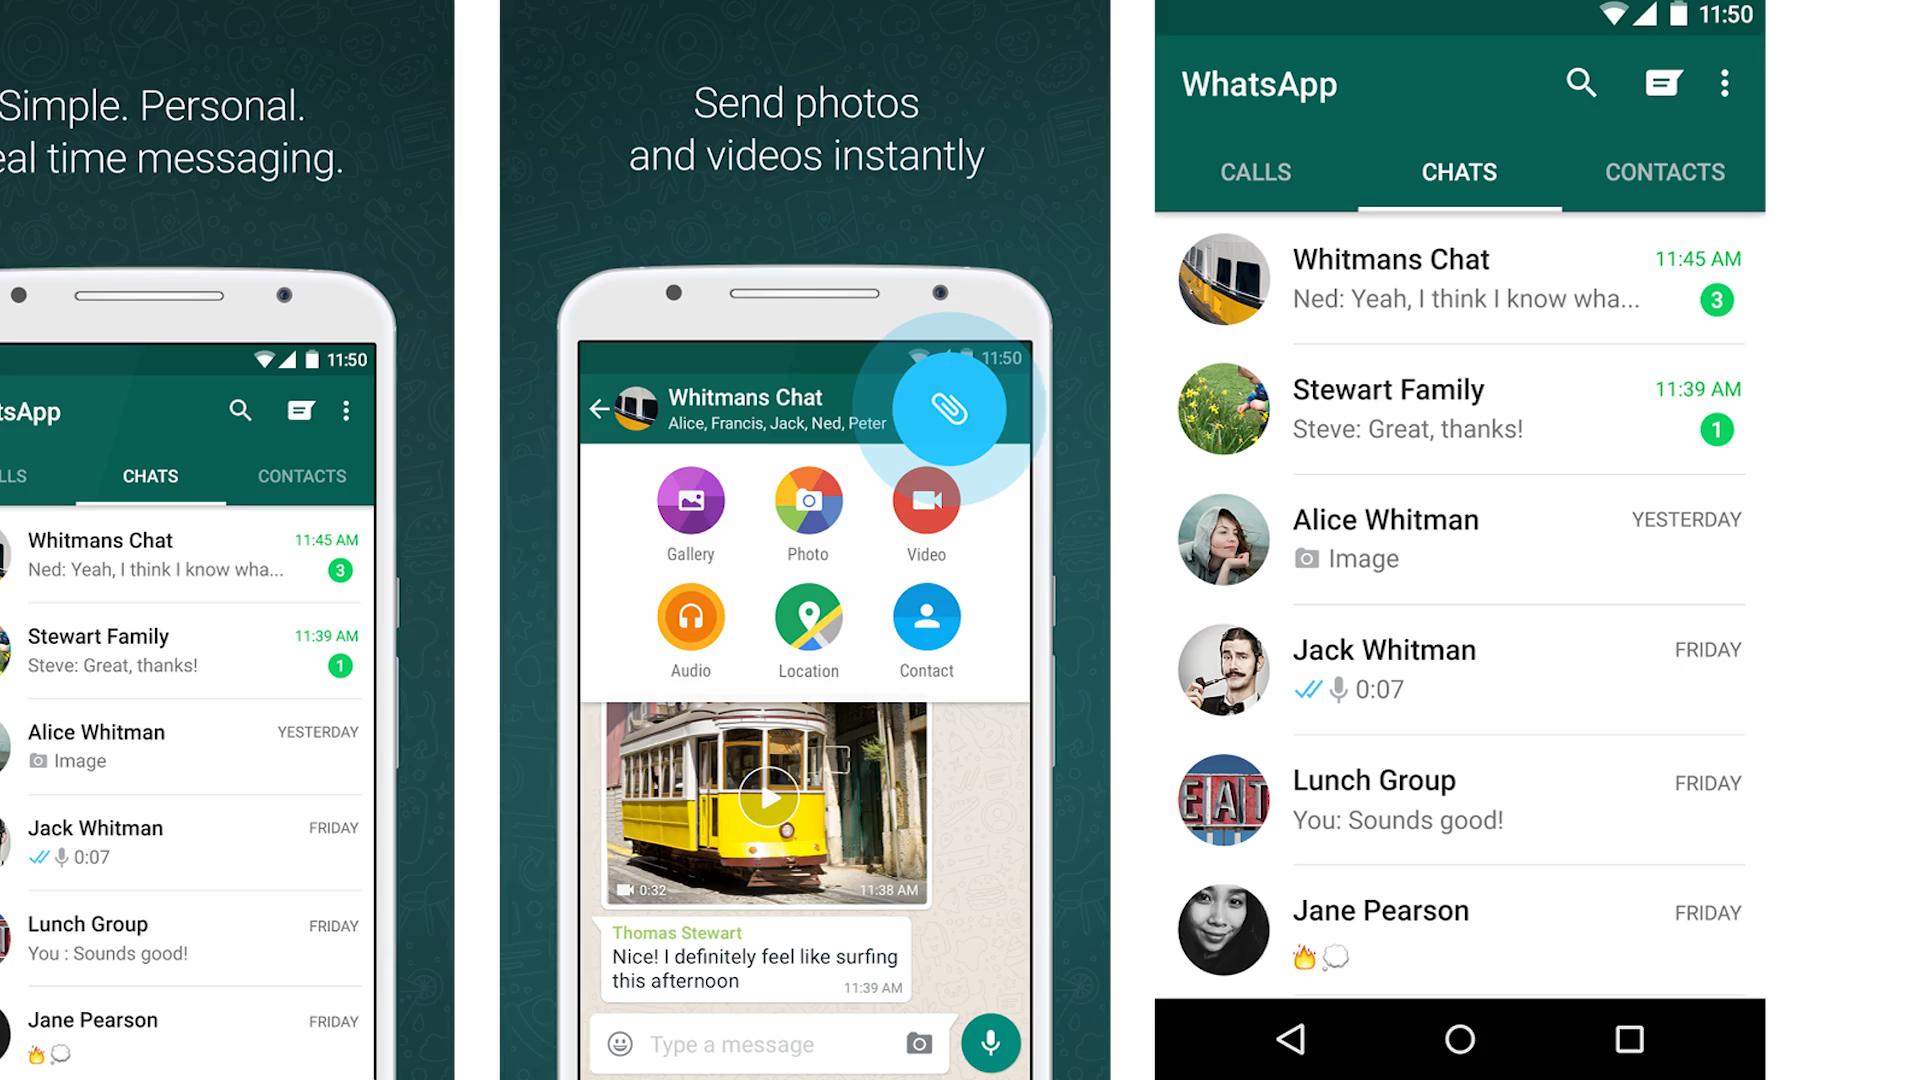 Simple. Personal.
eal time messaging.
11:50
tsApp
LLS
CHATS
CONTACTS
Whitmans Chat
11:45 AM
Ned: Yeah, I think I know wha...
3
Stewart Family
11:39 AM
Steve: Great, thanks!
1
Alice Whitman
YESTERDAY
Image
Jack Whitman
FRIDAY
0:07
Lunch Group
FRIDAY
You : Sounds good!
Jane Pearson
FRIDAY
Send photos
and videos instantly
11:50
Whitmans Chat
Alice, Francis, Jack, Ned, Peter
Gallery
Photo
Video
Audio
Location
Contact
0:32
11:38 AM
Thomas Stewart
Nice! I definitely feel like surfing
this afternoon
11:39 AM
Type a message
11:50
WhatsApp
CALLS
CHATS
CONTACTS
Whitmans Chat
11:45 AM
Ned: Yeah, I think I know wha...
3
Stewart Family
11:39 AM
Steve: Great, thanks!
1
Alice Whitman
YESTERDAY
Image
Jack Whitman
FRIDAY
0:07
EAT
Lunch Group
FRIDAY
You: Sounds good!
Jane Pearson
FRIDAY